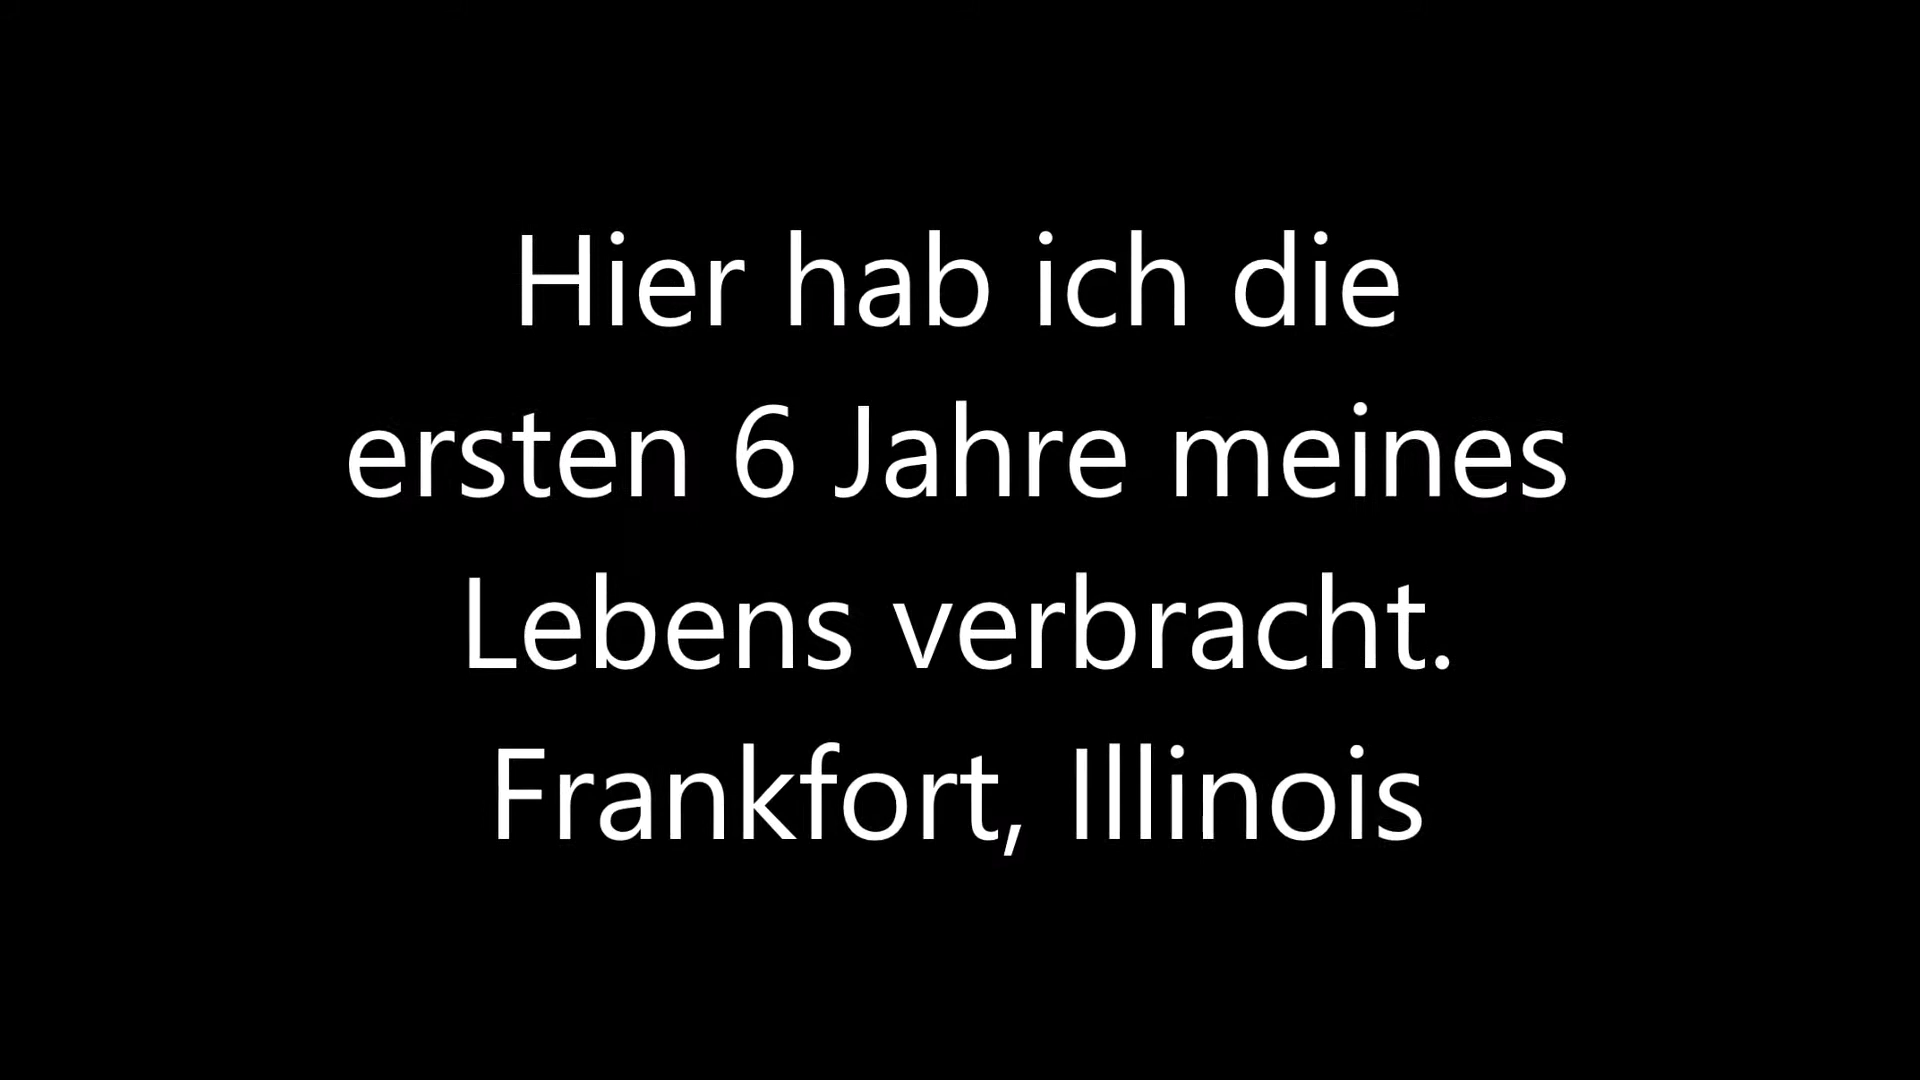 Hier hab ich die
ersten 6 Jahre meines
Lebens verbracht.
Frankfort, Illinois